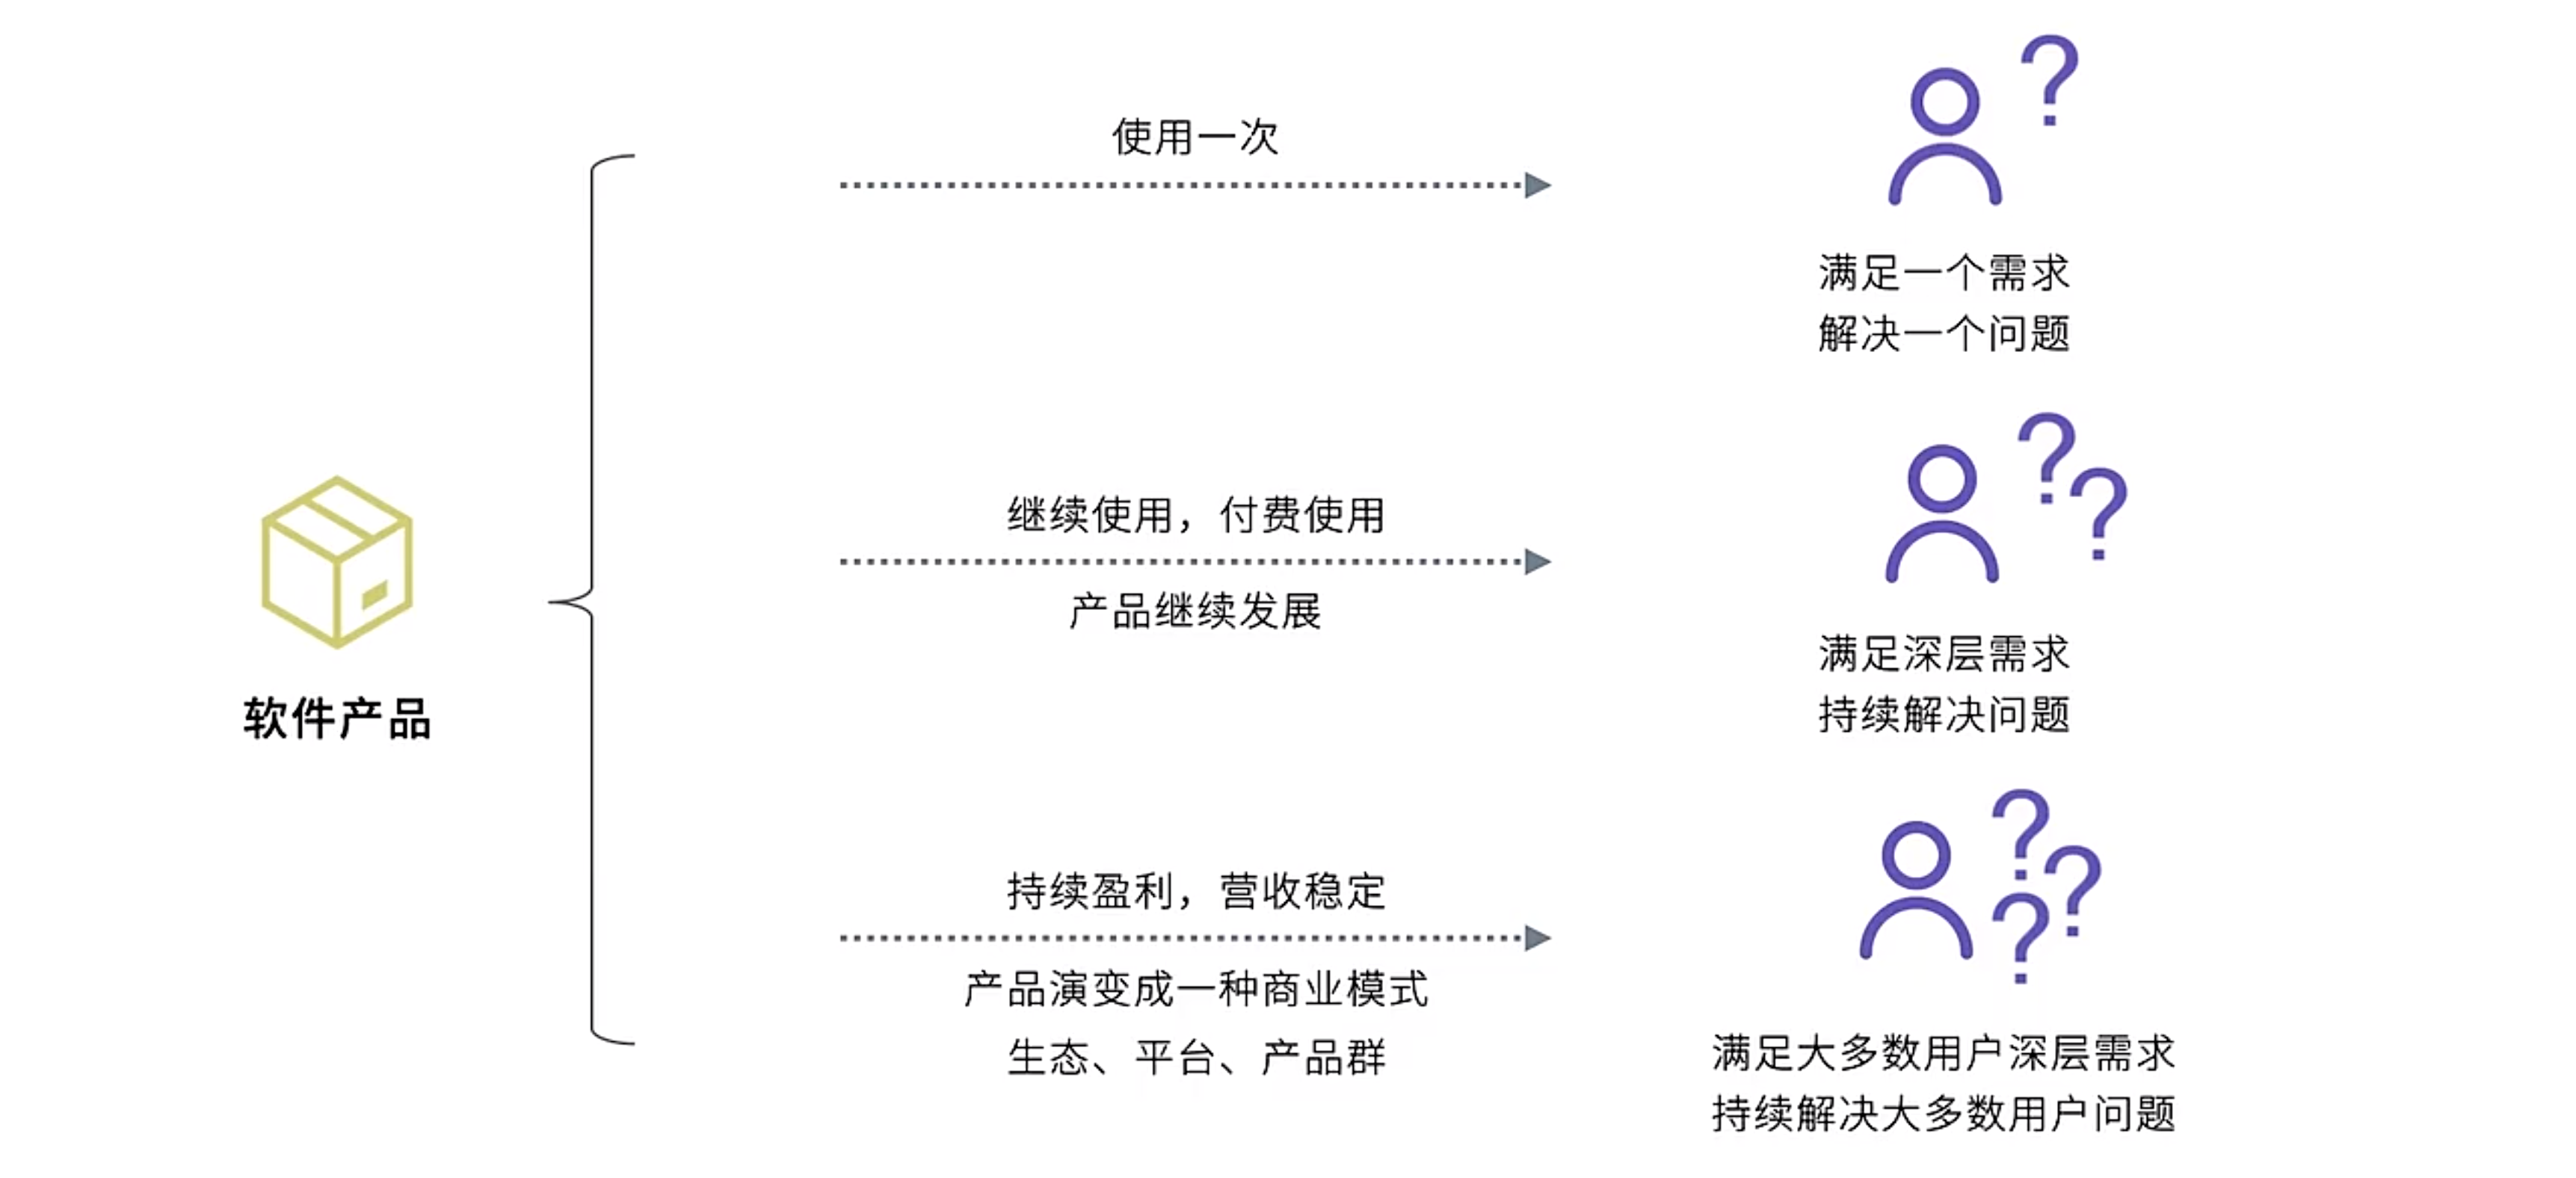 软件产品
使用一次
满足一个需求
解决一个问题
继续使用，付费使用
产品继续发展
满足深层需求
持续解决问题
持续盈利，营收稳定
产品演变成一种商业模式
生态、平台、产品群
满足大多数用户深层需求
持续解决大多数用户问题